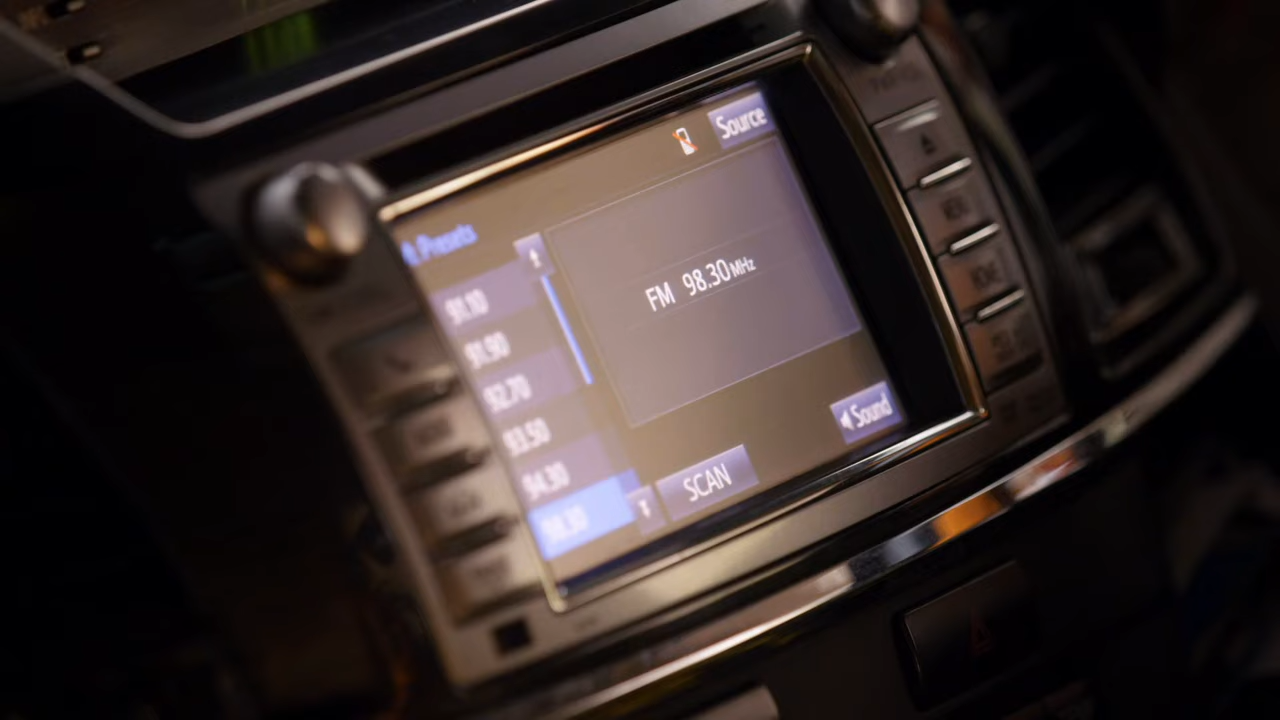 Source
Presets
FM 98.30 MHz
91.10
91.90
92.70
93.50
94.30
98.30
Sound
SCAN